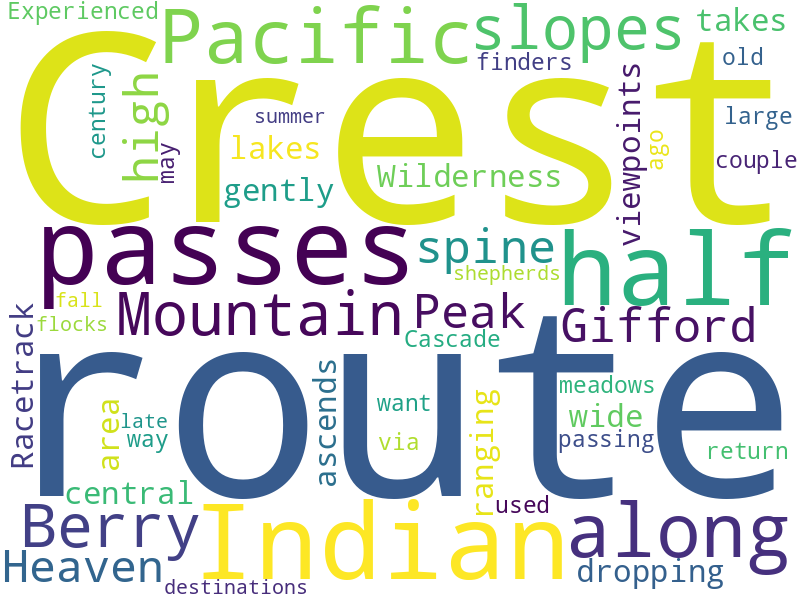 Experienced
Crest
Pacific
slopes
takes
finders
old
century
high
summer
viewpoints
large
may
lakes
ago
couple
gently
Wilderness
passes
spine
half
shepherds
fall
flocks
Mountain
Peak
Gifford
Cascade
Racetrack
route
area
late
way
ascends
want
via
ranging
meadows
wide
passing
return
central
Berry
Indian
used
along
Heaven
dropping
destinations